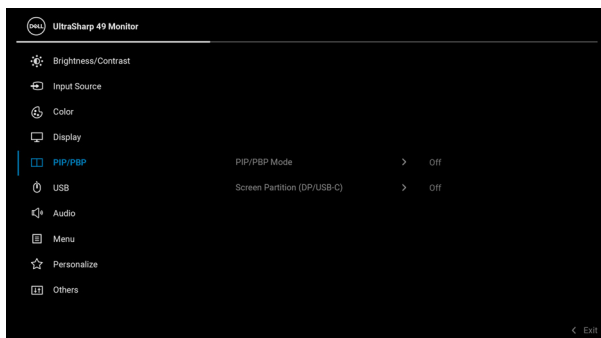 DELL UltraSharp 49 Monitor
Brightness/Contrast
Input Source
Color
Display
PIP/PBP PIP/PBP Mode > Off
USB Screen Partition (DP/USB-C) > Off
Audio
Menu
Personalize
Others
< Exit